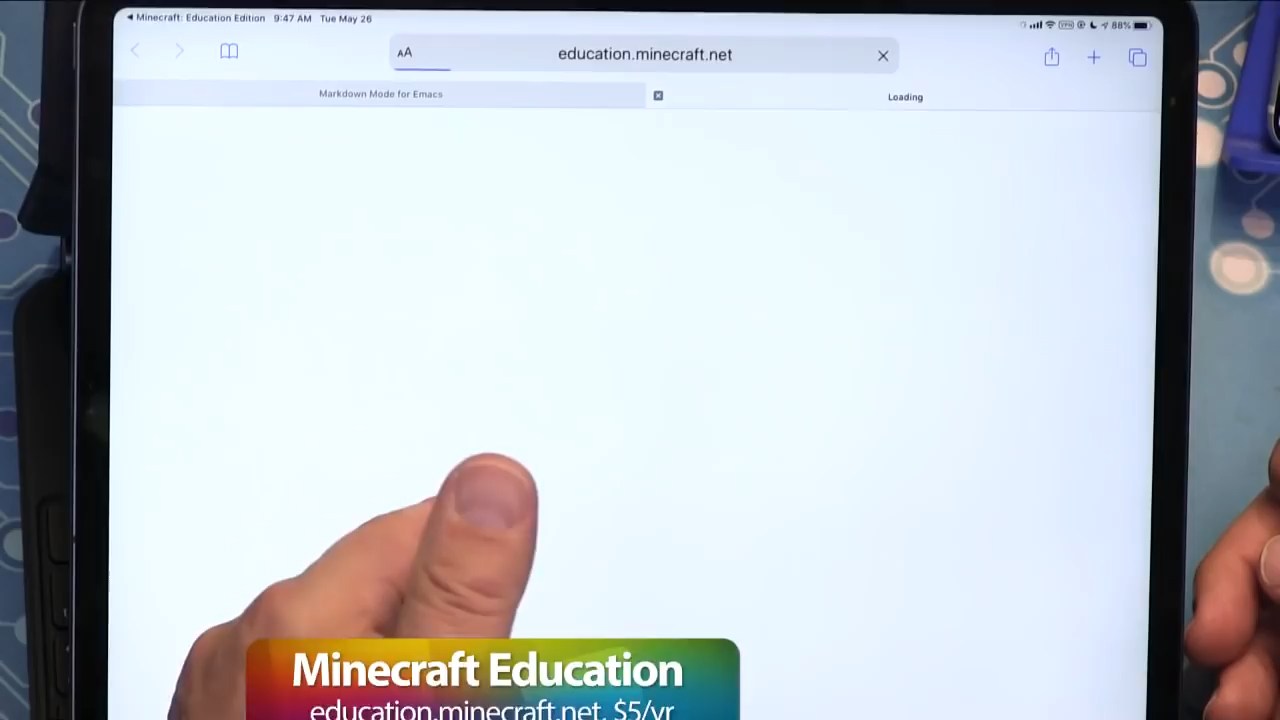 Minecraft: Education Edition 9:47 AM Tue May 26
VPN 88%
AA education.minecraft.net
Markdown Mode for Emacs
Loading
Minecraft Education
education.minecraft.net, $5/yr